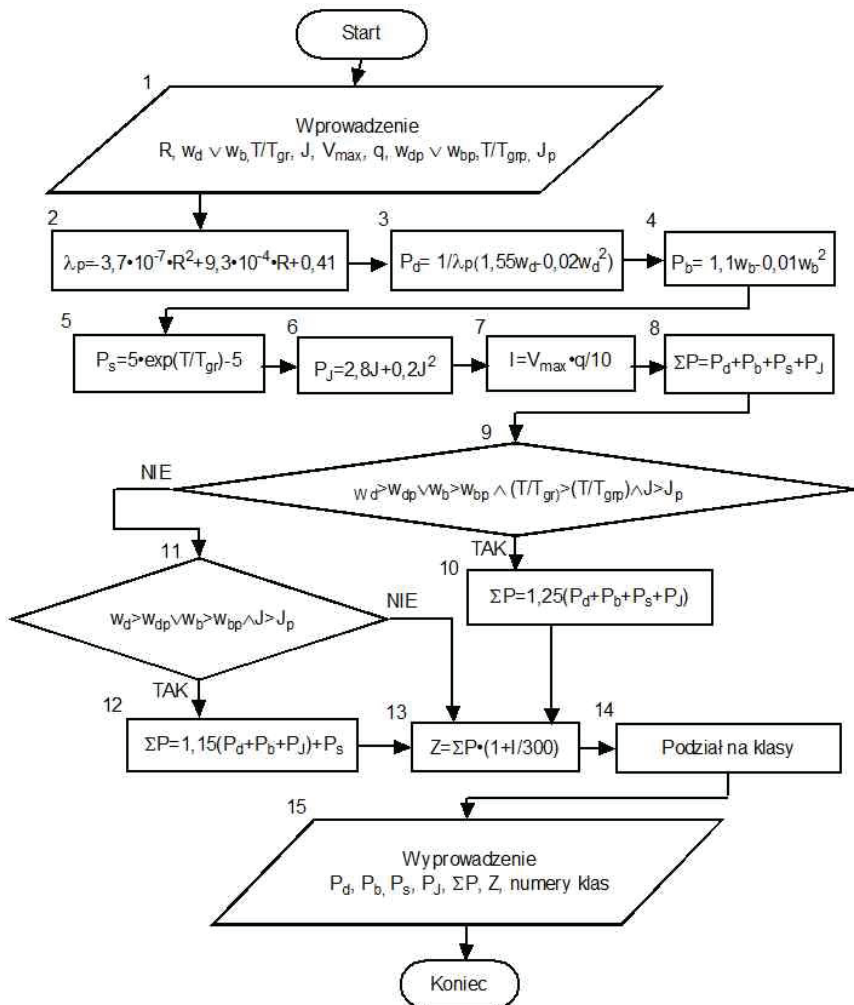 Start
1
Wprowadzenie
R, w_d ∨ w_b, T/T_gr, J, V_max, q, w_dp ∨ w_bp, T/T_grp, J_p
2
λp=-3,7•10^-7•R^2+9,3•10^-4•R+0,41
3
P_d= 1/λ_p(1,55w_d-0,02w_d^2)
4
P_b= 1,1w_b-0,01w_b^2
5
P_s=5•exp(T/T_gr)-5
6
P_J=2,8J+0,2J^2
7
I=V_max•q/10
8
ΣP=P_d+P_b+P_s+P_J
9
w_d>w_dp∨w_b>w_bp ∧ (T/T_gr)>(T/T_grp)∧J>J_p
NIE
TAK
10
ΣP=1,25(P_d+P_b+P_s+P_J)
11
w_d>w_dp∨w_b>w_bp∧J>J_p
NIE
TAK
12
ΣP=1,15(P_d+P_b+P_J)+P_s
13
Z=ΣP•(1+I/300)
14
Podział na klasy
15
Wyprowadzenie
P_d, P_b, P_s, P_J, ΣP, Z, numery klas
Koniec